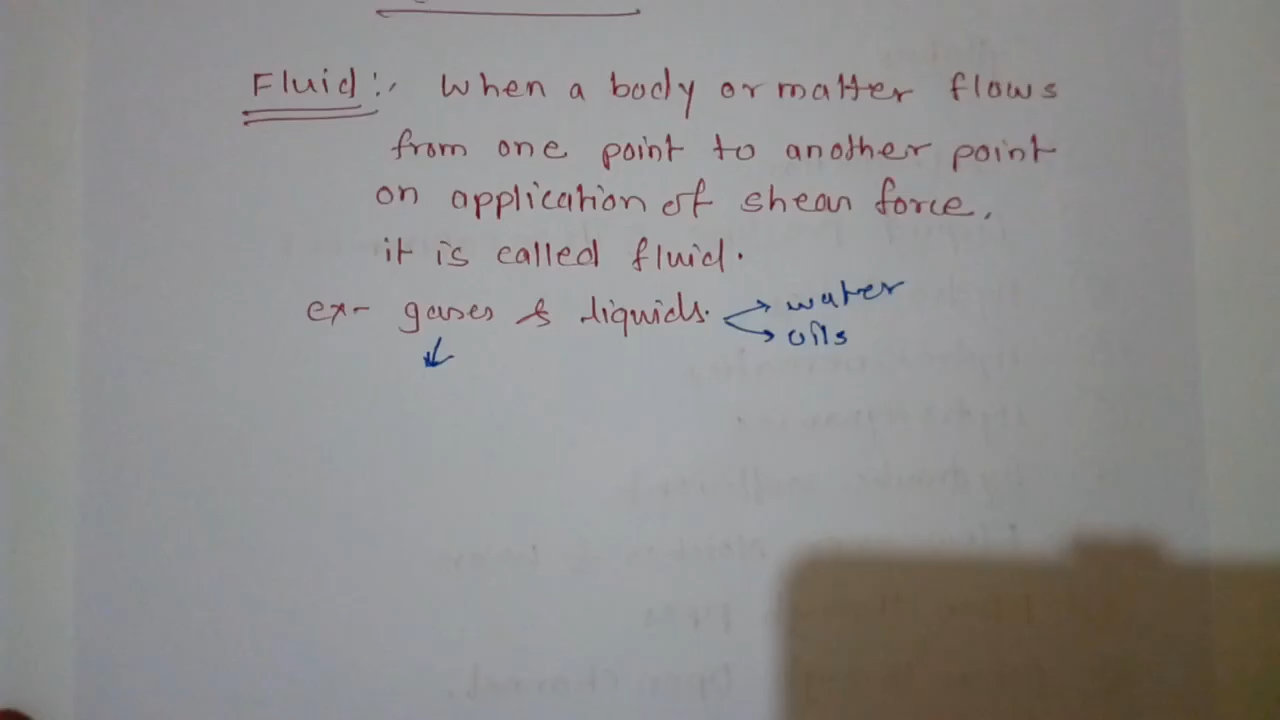 Fluid :- When a body or matter flows
from one point to another point
on application of shear force,
it is called fluid.
ex- gases & liquids. → water
→ oils
↓